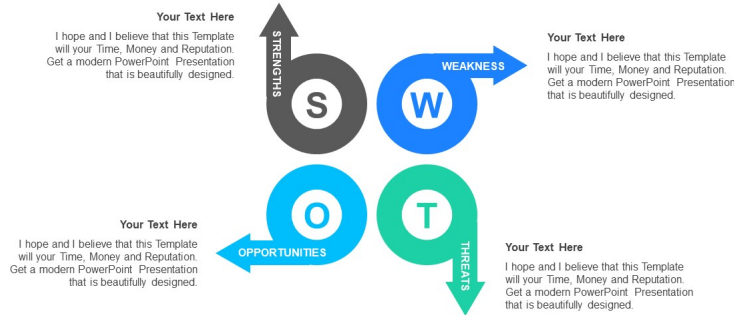 Your Text Here
I hope and I believe that this Template
will your Time, Money and Reputation.
Get a modern PowerPoint Presentation
that is beautifully designed.
STRENGTHS
S
WEAKNESS
W
Your Text Here
I hope and I believe that this Template
will your Time, Money and Reputation.
Get a modern PowerPoint Presentation
that is beautifully designed.
Your Text Here
I hope and I believe that this Template
will your Time, Money and Reputation.
Get a modern PowerPoint Presentation
that is beautifully designed.
OPPORTUNITIES
O
T
THREATS
Your Text Here
I hope and I believe that this Template
will your Time, Money and Reputation.
Get a modern PowerPoint Presentation
that is beautifully designed.